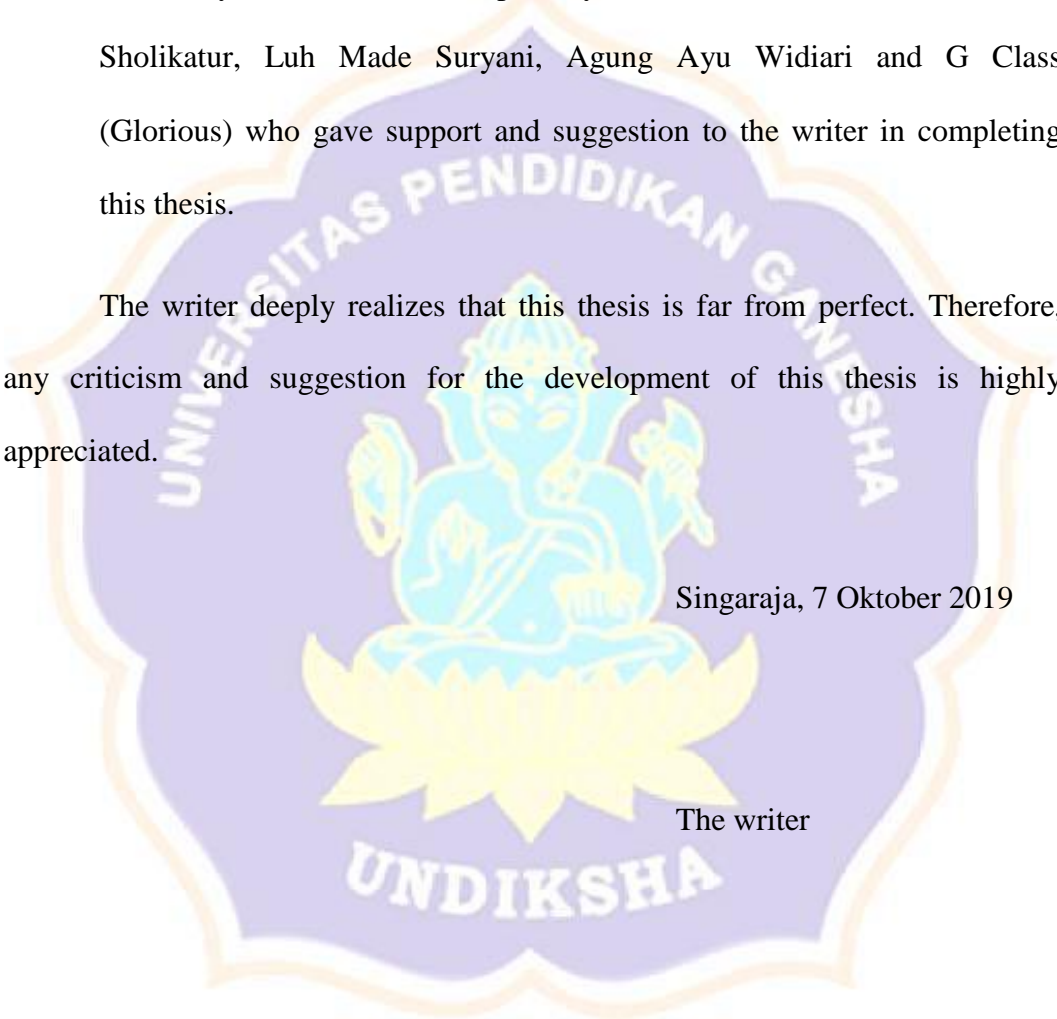 Sholikatur, Luh Made Suryani, Agung Ayu Widiari and G Class
(Glorious) who gave support and suggestion to the writer in completing
this thesis.
The writer deeply realizes that this thesis is far from perfect. Therefore,
any criticism and suggestion for the development of this thesis is highly
appreciated.
Singaraja, 7 Oktober 2019
The writer
UNIVERSITAS PENDIDIKAN GANESHA
UNDIKSHA